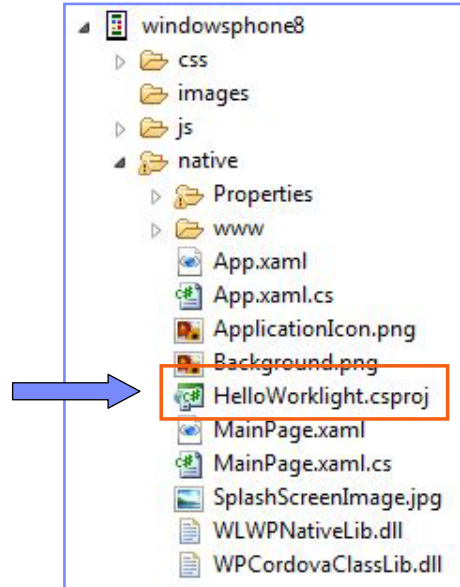 windowsphone8
css
images
js
native
Properties
www
App.xaml
App.xaml.cs
ApplicationIcon.png
Background.png
HelloWorklight.csproj
MainPage.xaml
MainPage.xaml.cs
SplashScreenImage.jpg
WLWPNativeLib.dll
WPCordovaClassLib.dll